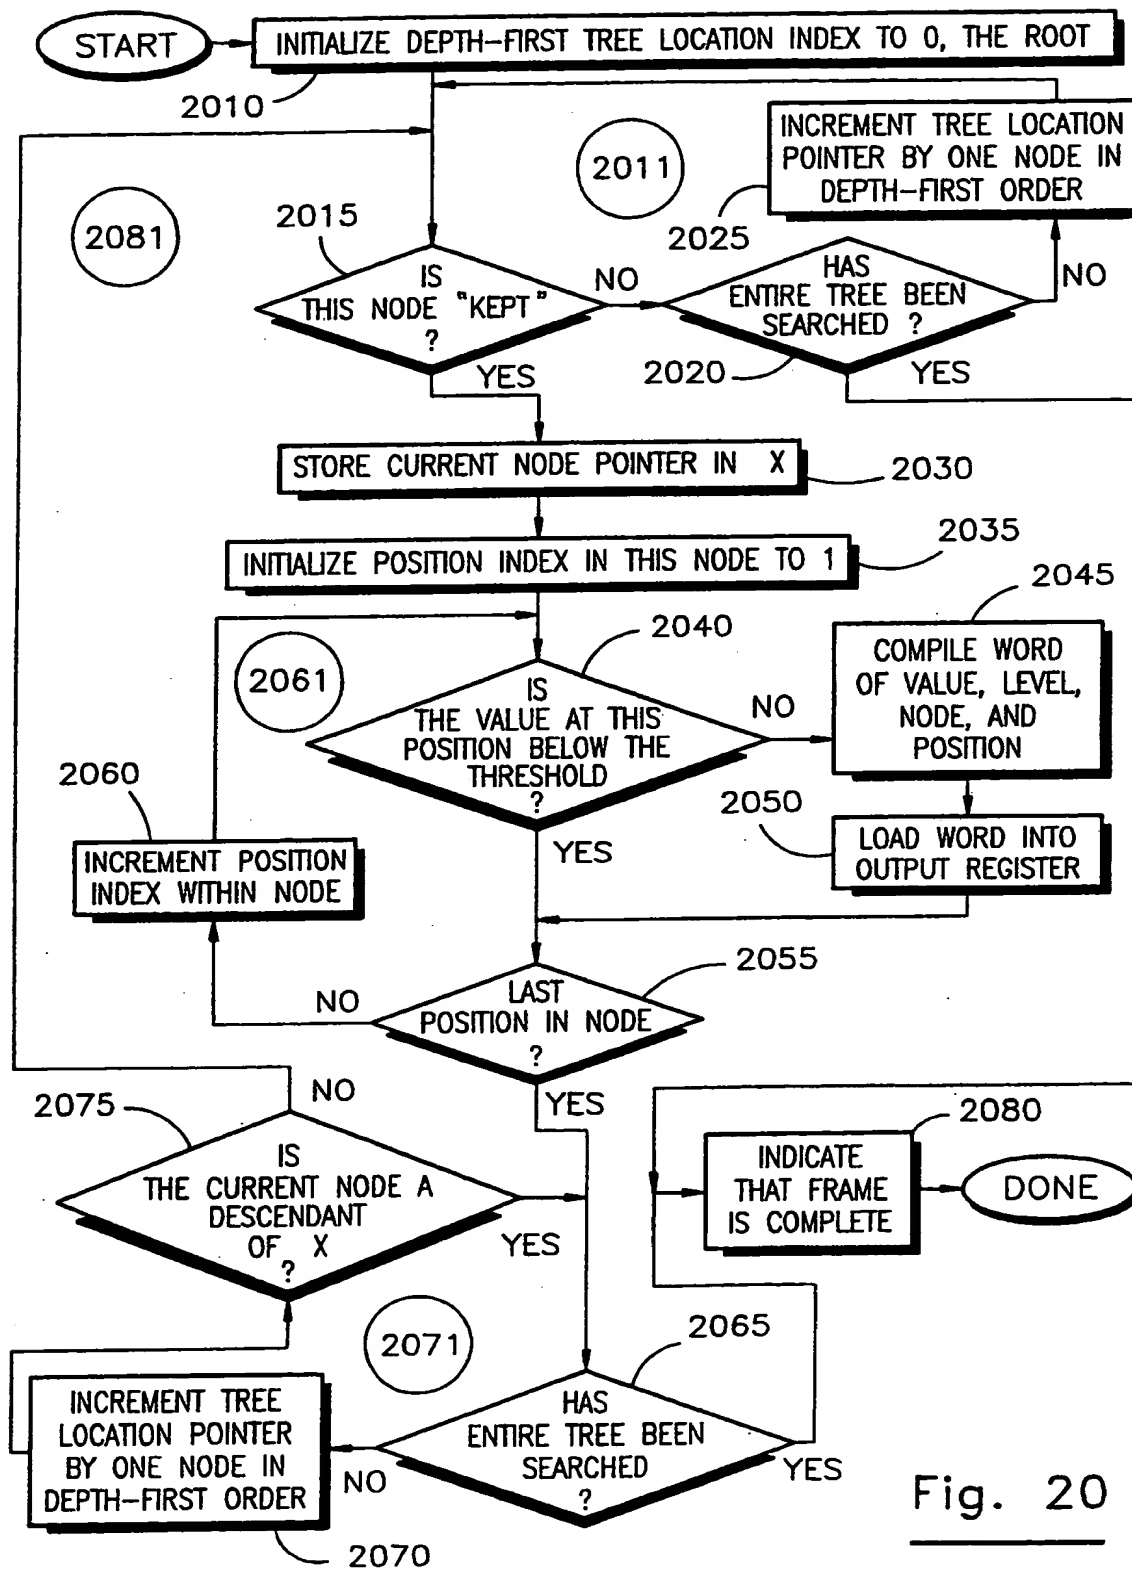 START
INITIALIZE DEPTH-FIRST TREE LOCATION INDEX TO 0, THE ROOT
2010
INCREMENT TREE LOCATION
POINTER BY ONE NODE IN
DEPTH-FIRST ORDER
2011
2025
2081
2015
IS
THIS NODE "KEPT"
?
NO
HAS
ENTIRE TREE BEEN
SEARCHED ?
NO
2020
YES
YES
STORE CURRENT NODE POINTER IN X
2030
INITIALIZE POSITION INDEX IN THIS NODE TO 1
2035
2045
2040
COMPILE WORD
OF VALUE, LEVEL,
NODE, AND
POSITION
2061
IS
THE VALUE AT THIS
POSITION BELOW THE
THRESHOLD
?
NO
2060
2050
YES
LOAD WORD INTO
OUTPUT REGISTER
INCREMENT POSITION
INDEX WITHIN NODE
2055
NO
LAST
POSITION IN NODE
?
NO
YES
2075
2080
IS
THE CURRENT NODE A
DESCENDANT
OF X
?
YES
INDICATE
THAT FRAME
IS COMPLETE
DONE
2071
2065
INCREMENT TREE
LOCATION POINTER
BY ONE NODE IN
DEPTH-FIRST ORDER
NO
HAS
ENTIRE TREE BEEN
SEARCHED
?
YES
2070
Fig. 20